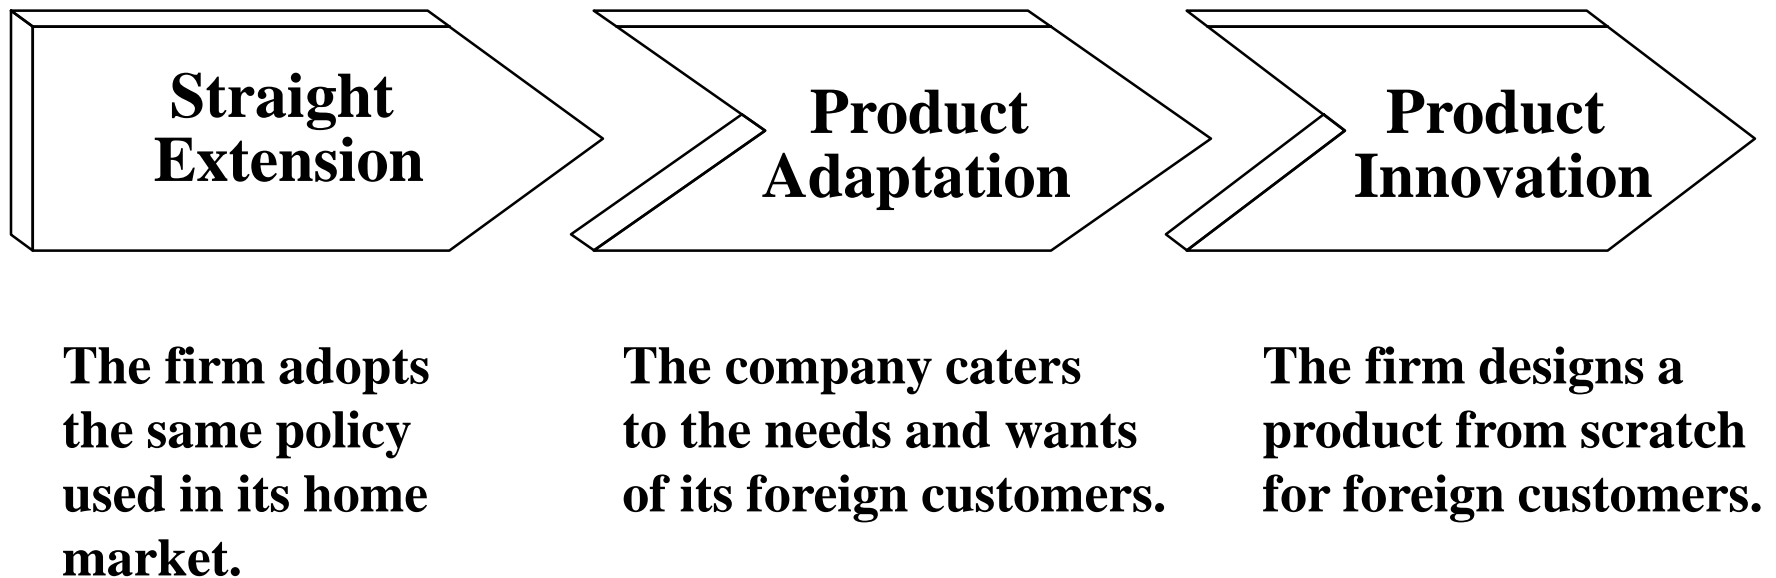 Straight
Extension
Product
Adaptation
Product
Innovation
The firm adopts
the same policy
used in its home
market.
The company caters
to the needs and wants
of its foreign customers.
The firm designs a
product from scratch
for foreign customers.